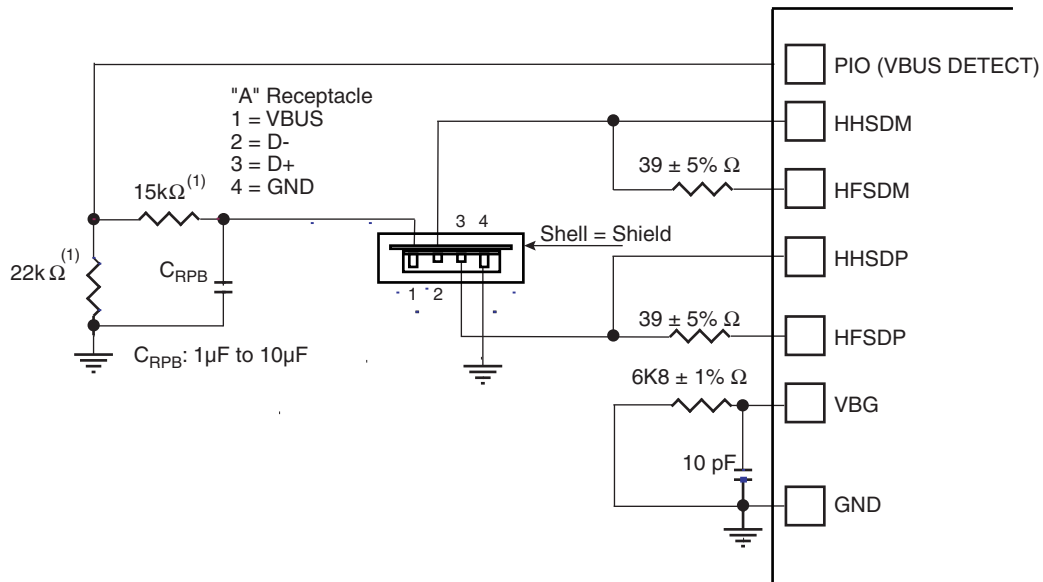 PIO (VBUS DETECT)
"A" Receptacle
1 = VBUS
2 = D-
3 = D+
4 = GND
HHSDM
39 ± 5% Ω
HFSDM
15kΩ(1)
3 4
Shell = Shield
HHSDP
22kΩ(1)
CRPB
1 2
39 ± 5% Ω
HFSDP
CRPB: 1µF to 10µF
6K8 ± 1% Ω
VBG
10 pF
GND